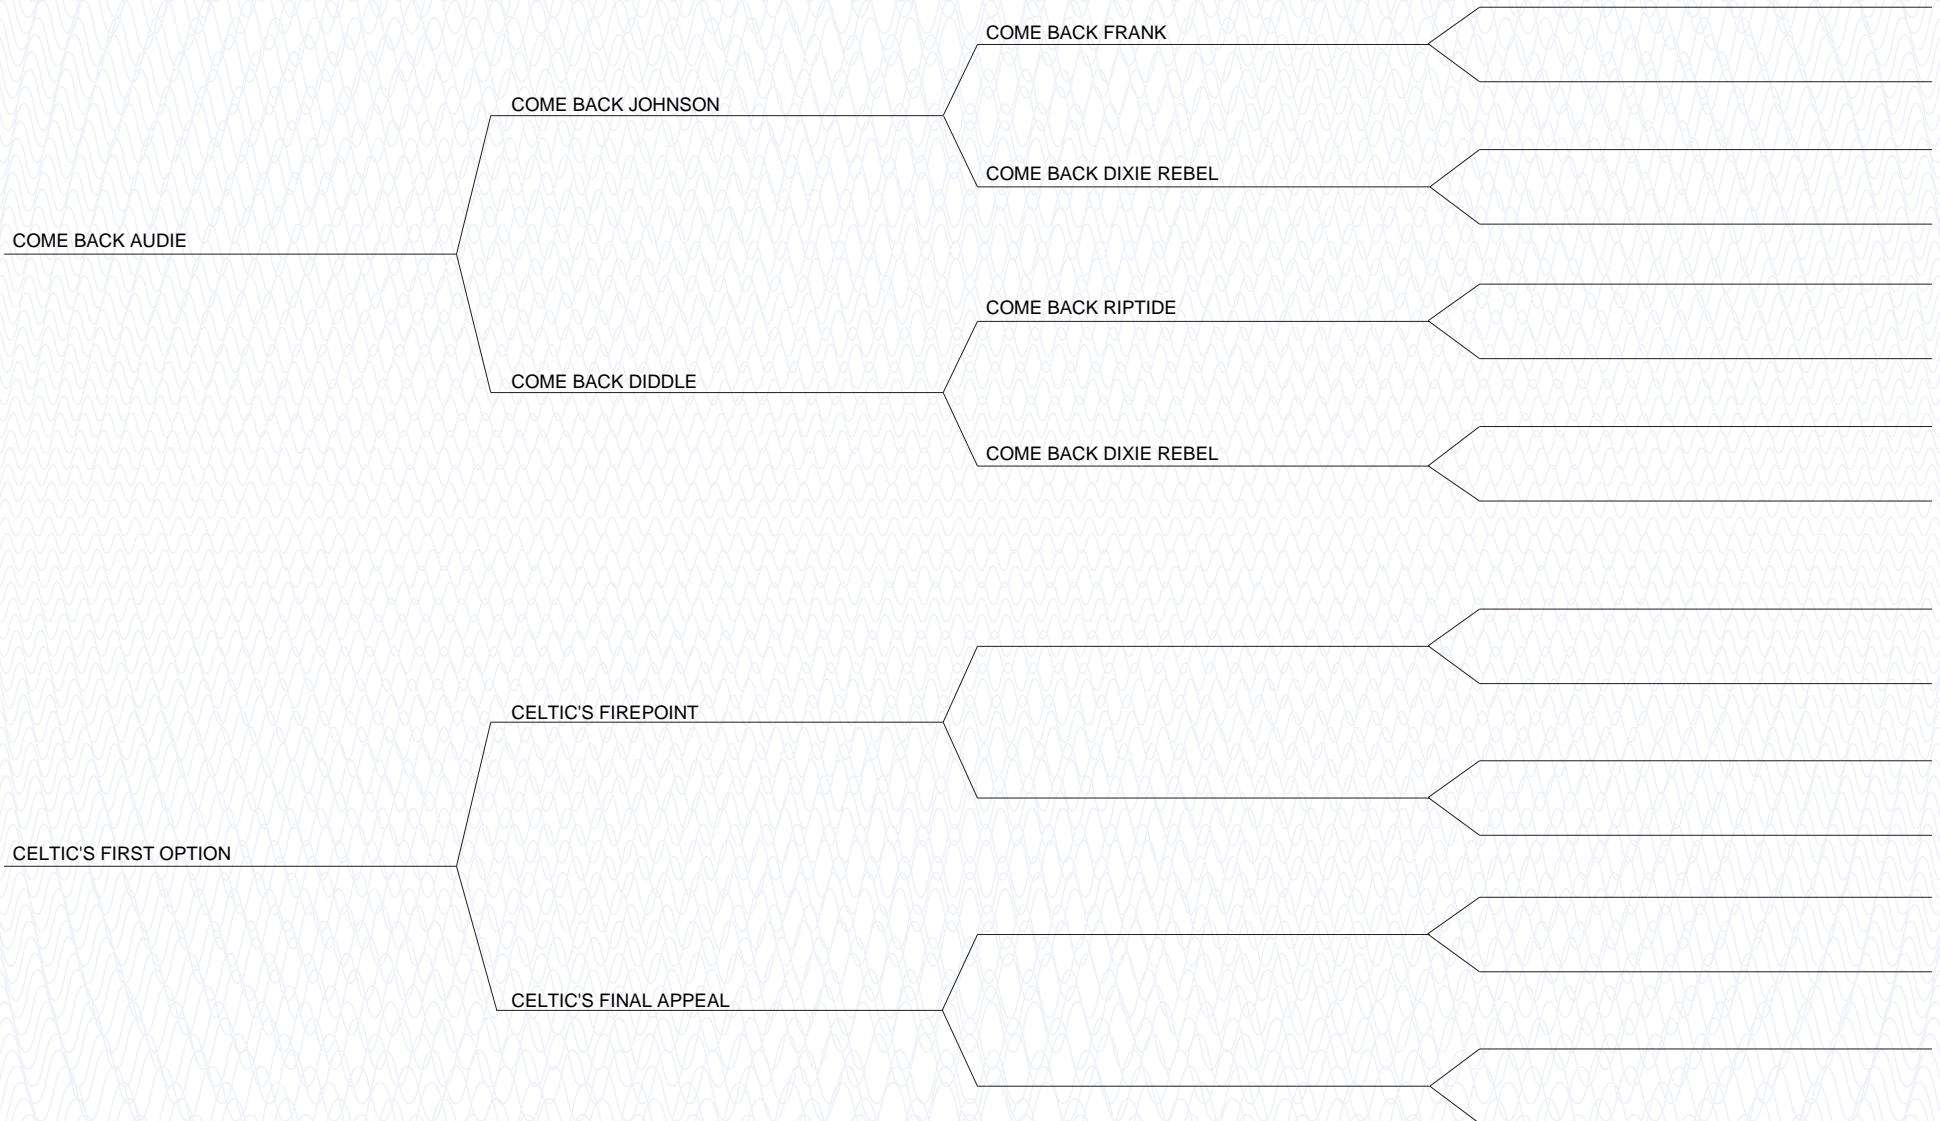 COME BACK FRANK
COME BACK JOHNSON
COME BACK DIXIE REBEL
COME BACK AUDIE
COME BACK RIPTIDE
COME BACK DIDDLE
COME BACK DIXIE REBEL
CELTIC'S FIREPOINT
CELTIC'S FIRST OPTION
CELTIC'S FINAL APPEAL